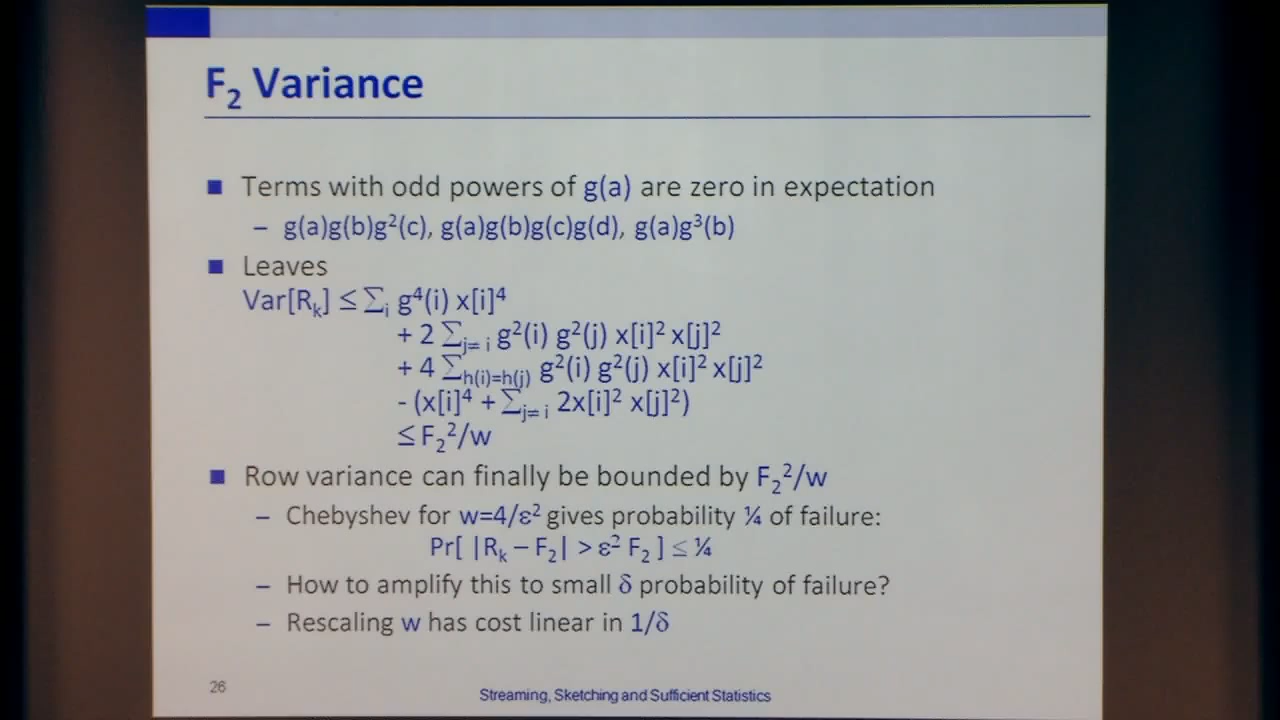 F₂ Variance
■ Terms with odd powers of g(a) are zero in expectation
– g(a)g(b)g²(c), g(a)g(b)g(c)g(d), g(a)g³(b)
■ Leaves
Var[Rₖ] ≤ ∑ᵢ g⁴(i) x[i]⁴
+ 2 ∑ⱼ₌ ᵢ g²(i) g²(j) x[i]² x[j]²
+ 4 ∑h(i)=h(j) g²(i) g²(j) x[i]² x[j]²
- (x[i]⁴ + ∑ⱼ₌ ᵢ 2x[i]² x[j]²)
≤ F₂²/w
■ Row variance can finally be bounded by F₂²/w
– Chebyshev for w=4/ε² gives probability ¼ of failure:
Pr[ |Rₖ – F₂| > ε² F₂ ] ≤ ¼
– How to amplify this to small δ probability of failure?
– Rescaling w has cost linear in 1/δ
26
Streaming, Sketching and Sufficient Statistics